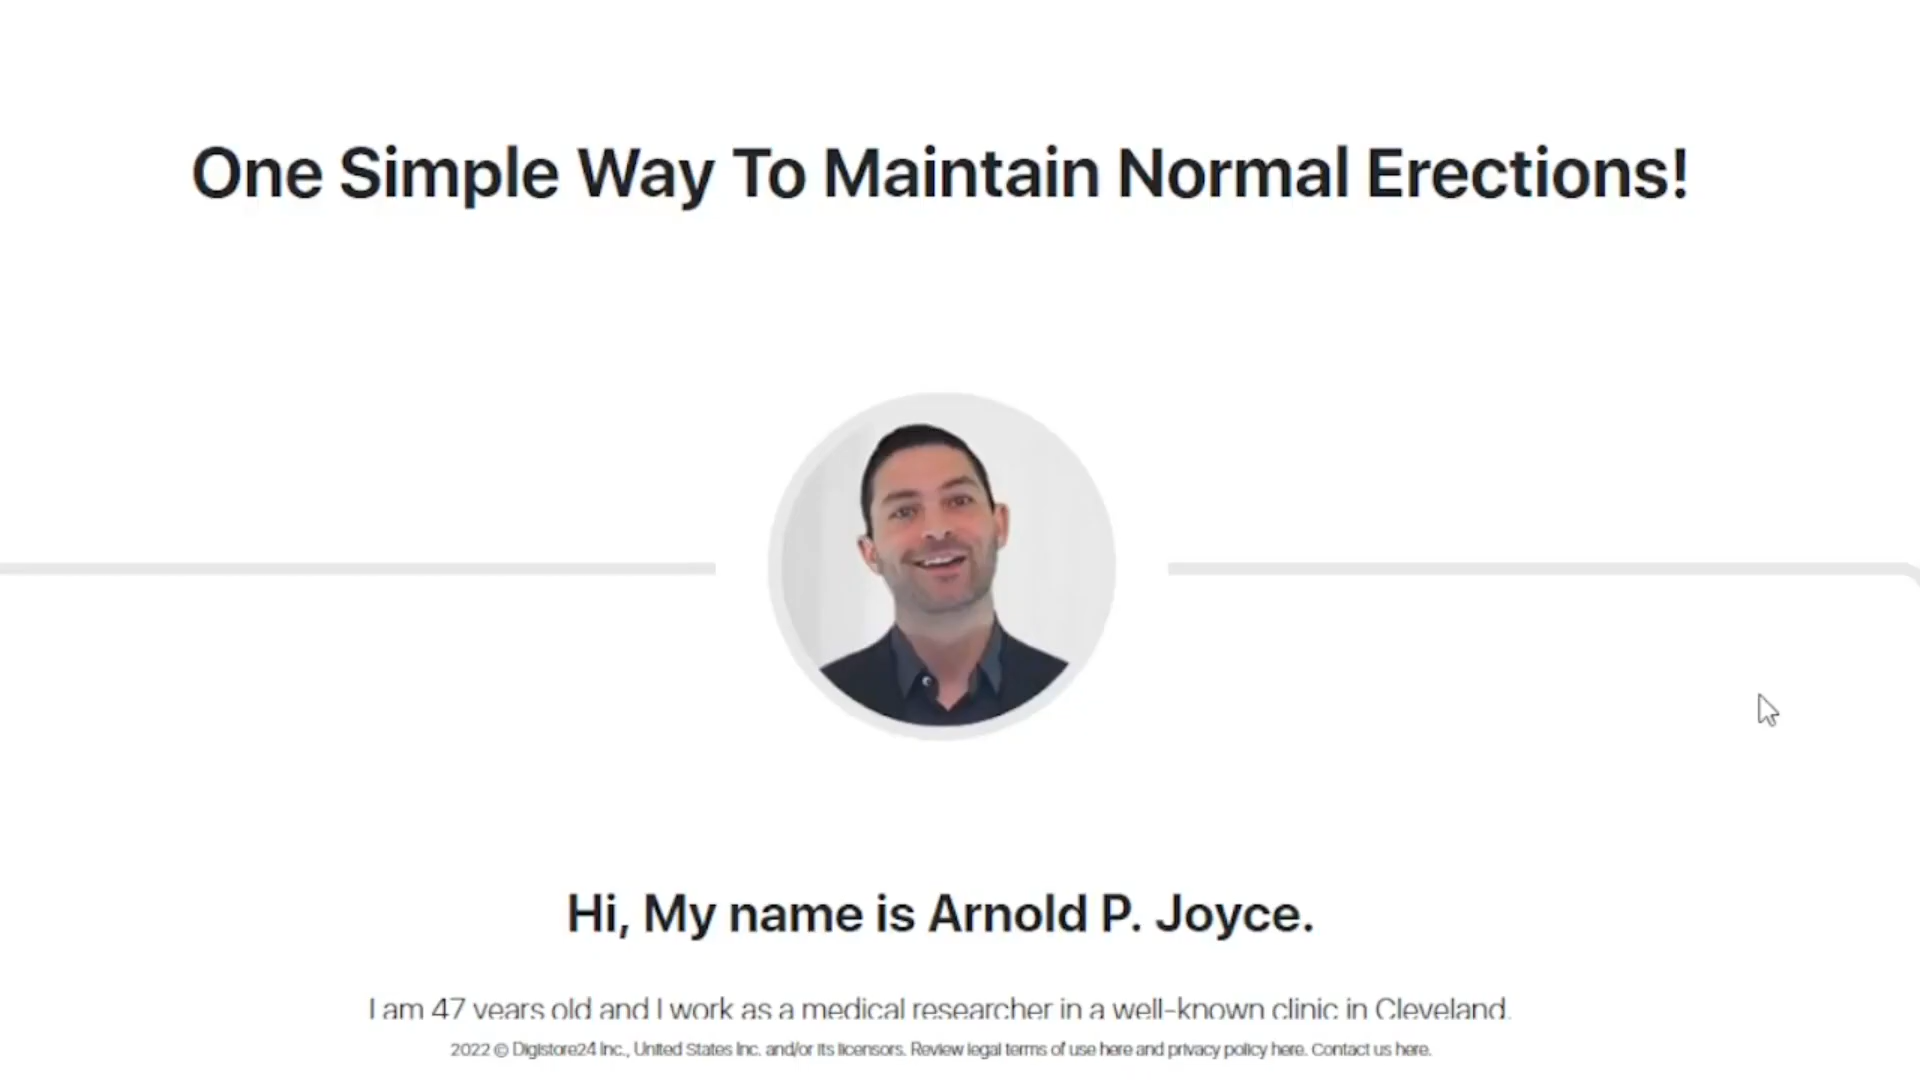 One Simple Way To Maintain Normal Erections!
Hi, My name is Arnold P. Joyce.
I am 47 years old and I work as a medical researcher in a well-known clinic in Cleveland.
2022 © Digistore24 Inc., United States Inc. and/or its licensors. Review legal terms of use here and privacy policy here. Contact us here.